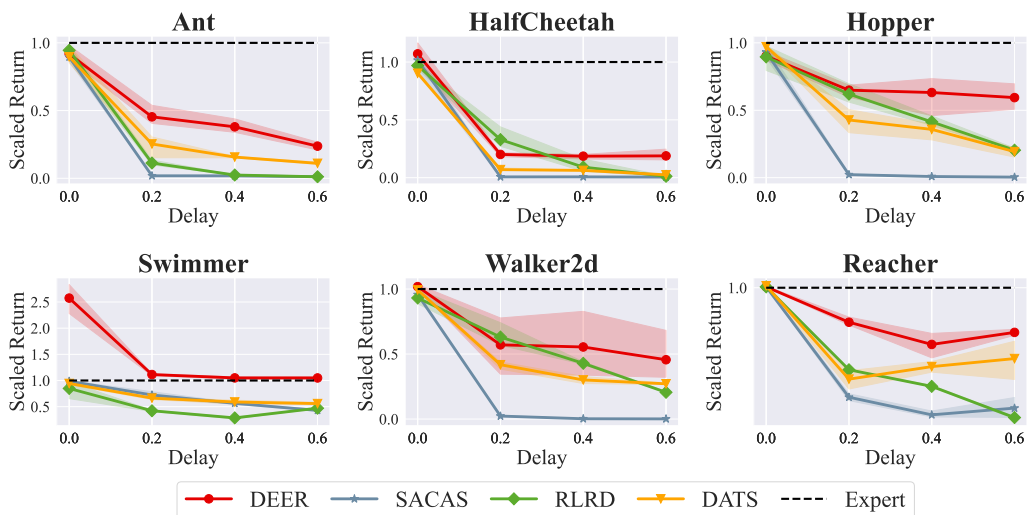 Ant
HalfCheetah
Hopper
Scaled Return
1.0
0.5
0.0
0.0 0.2 0.4 0.6
Delay
Scaled Return
1.0
0.5
0.0
0.0 0.2 0.4 0.6
Delay
Scaled Return
1.0
0.5
0.0
0.0 0.2 0.4 0.6
Delay
Swimmer
Walker2d
Reacher
Scaled Return
2.5
2.0
1.5
1.0
0.5
0.0 0.2 0.4 0.6
Delay
Scaled Return
1.0
0.5
0.0
0.0 0.2 0.4 0.6
Delay
Scaled Return
1.0
0.0 0.2 0.4 0.6
Delay
DEER SACAS RLRD DATS Expert